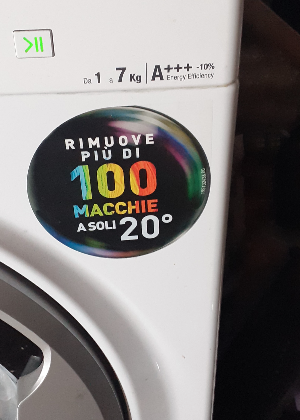 Da 1 a 7 Kg | A+++ -10%
Energy Efficiency
RIMUOVE
PIÙ DI
100
MACCHIE
A SOLI 20°